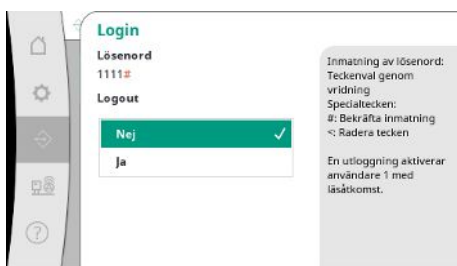 Login
Lösenord
1111#
Logout
Nej
Ja
Inmatning av lösenord:
Teckenval genom
vridning
Specialtecken:
#: Bekräfta inmatning
<: Radera tecken
En utloggning aktiverar
användare 1 med
läsåtkomst.
?